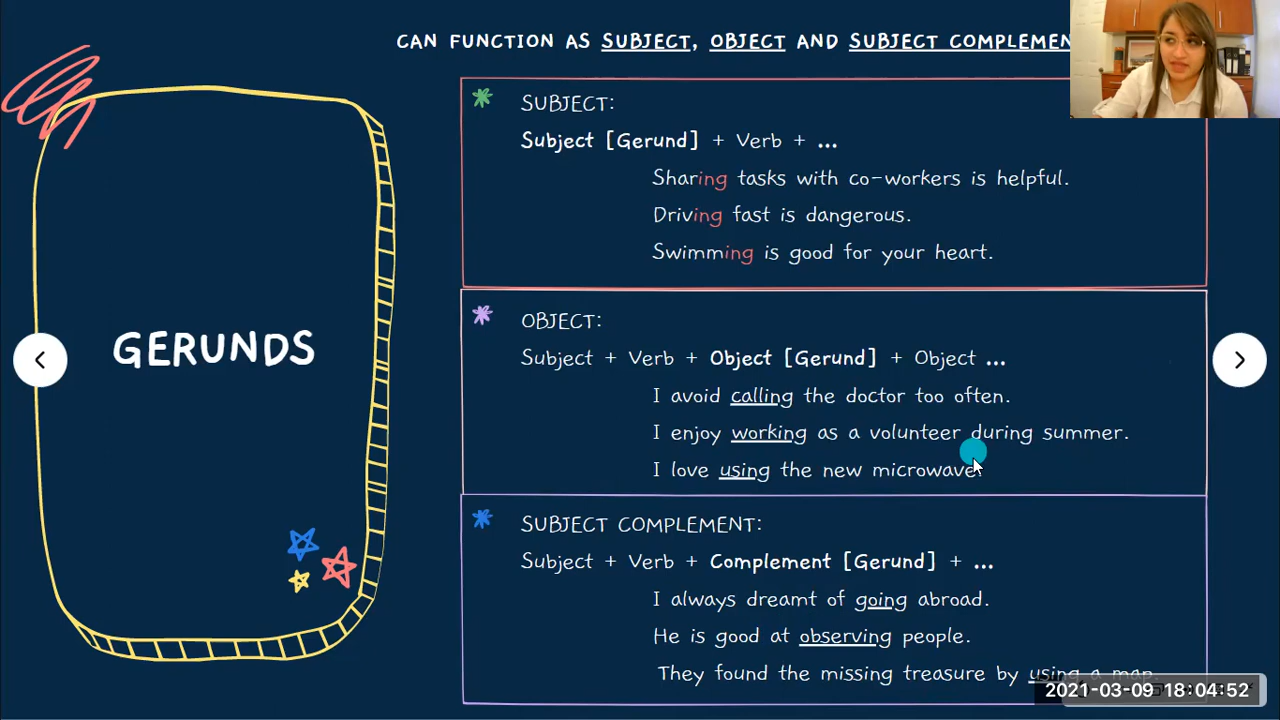 CAN FUNCTION AS SUBJECT, OBJECT AND SUBJECT COMPLEMEN
GERUNDS
SUBJECT:
Subject [Gerund] + Verb + ...
Sharing tasks with co-workers is helpful.
Driving fast is dangerous.
Swimming is good for your heart.
OBJECT:
Subject + Verb + Object [Gerund] + Object ...
I avoid calling the doctor too often.
I enjoy working as a volunteer during summer.
I love using the new microwave.
SUBJECT COMPLEMENT:
Subject + Verb + Complement [Gerund] + ...
I always dreamt of going abroad.
He is good at observing people.
They found the missing treasure by using a map.
2021-03-09 18:04:52